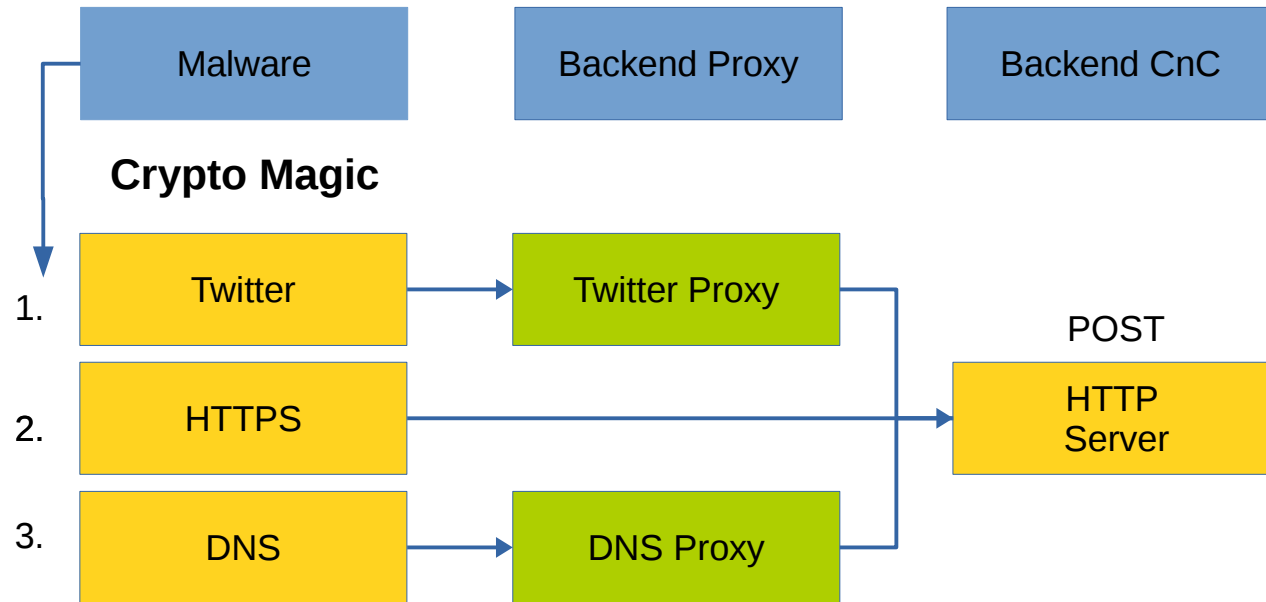 Malware
Backend Proxy
Backend CnC
Crypto Magic
1.
Twitter
Twitter Proxy
POST
2.
HTTPS
HTTP
Server
3.
DNS
DNS Proxy